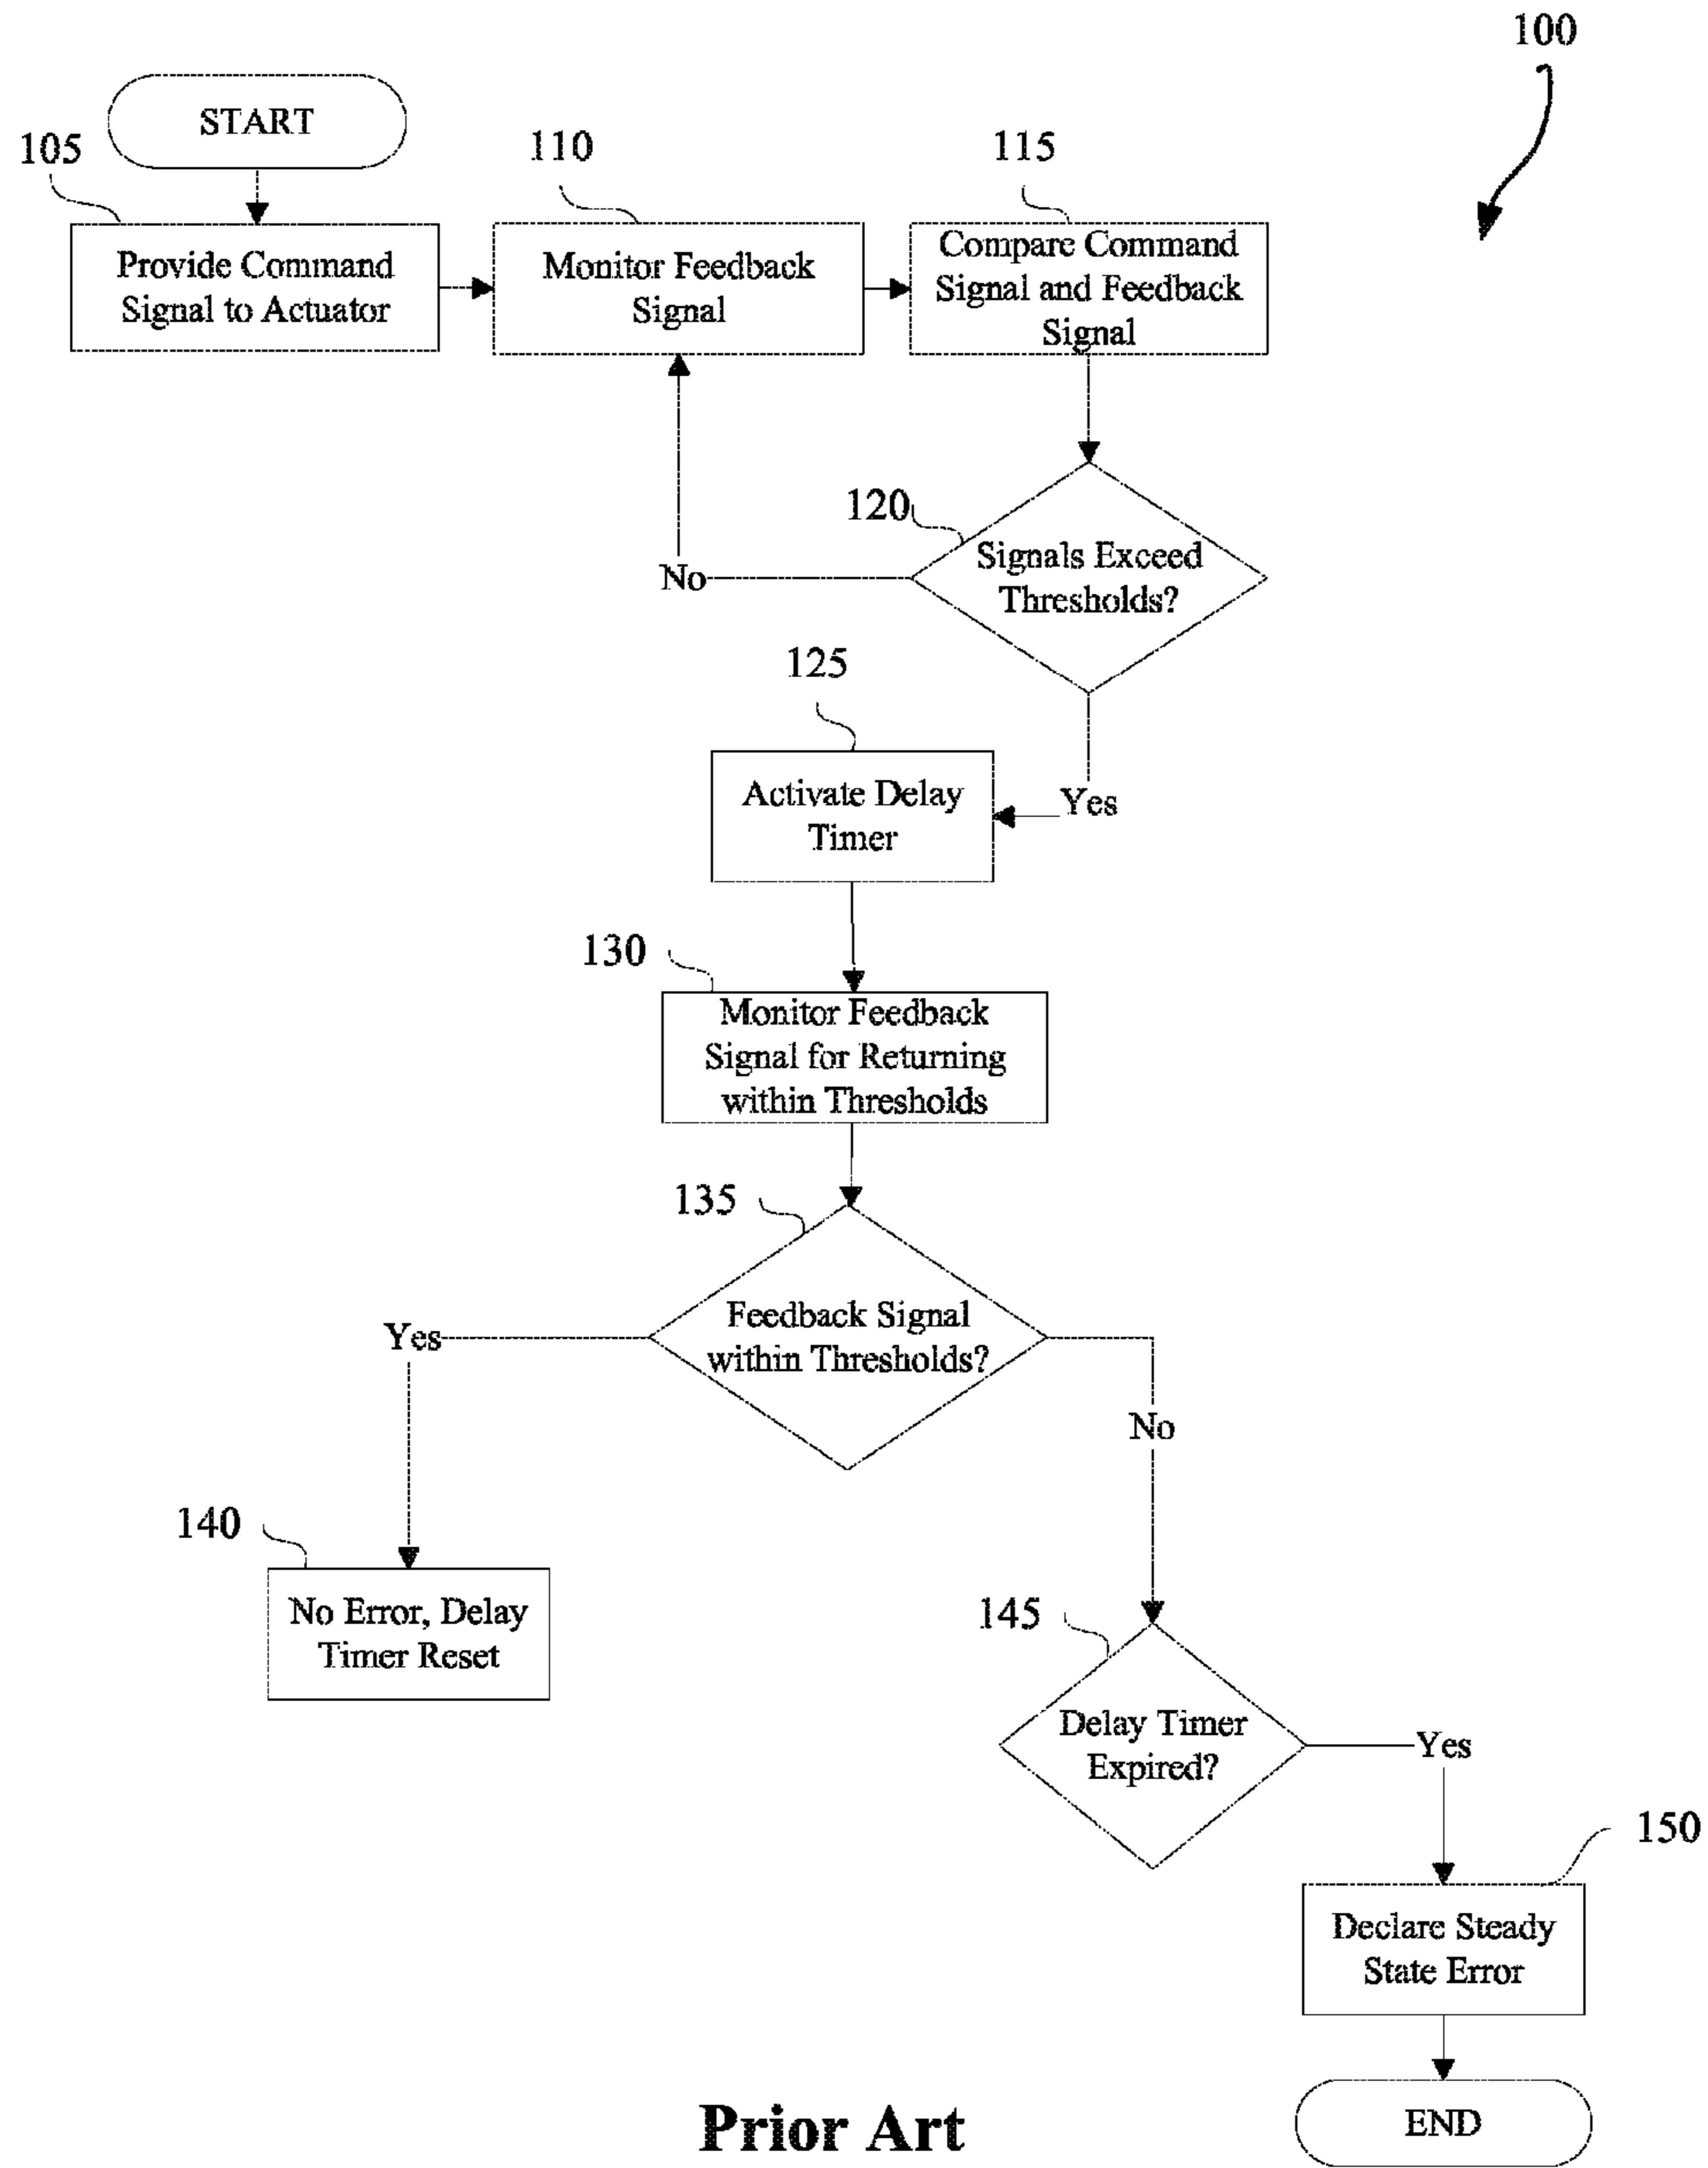 100
START
105
110
115
Provide Command
Signal to Actuator
Monitor Feedback
Signal
Compare Command
Signal and Feedback
Signal
120
Signals Exceed
Thresholds?
No
125
Yes
Activate Delay
Timer
130
Monitor Feedback
Signal for Returning
within Thresholds
135
Feedback Signal
within Thresholds?
Yes
No
140
No Error, Delay
Timer Reset
145
Delay Timer
Expired?
Yes
150
Declare Steady
State Error
END
Prior Art